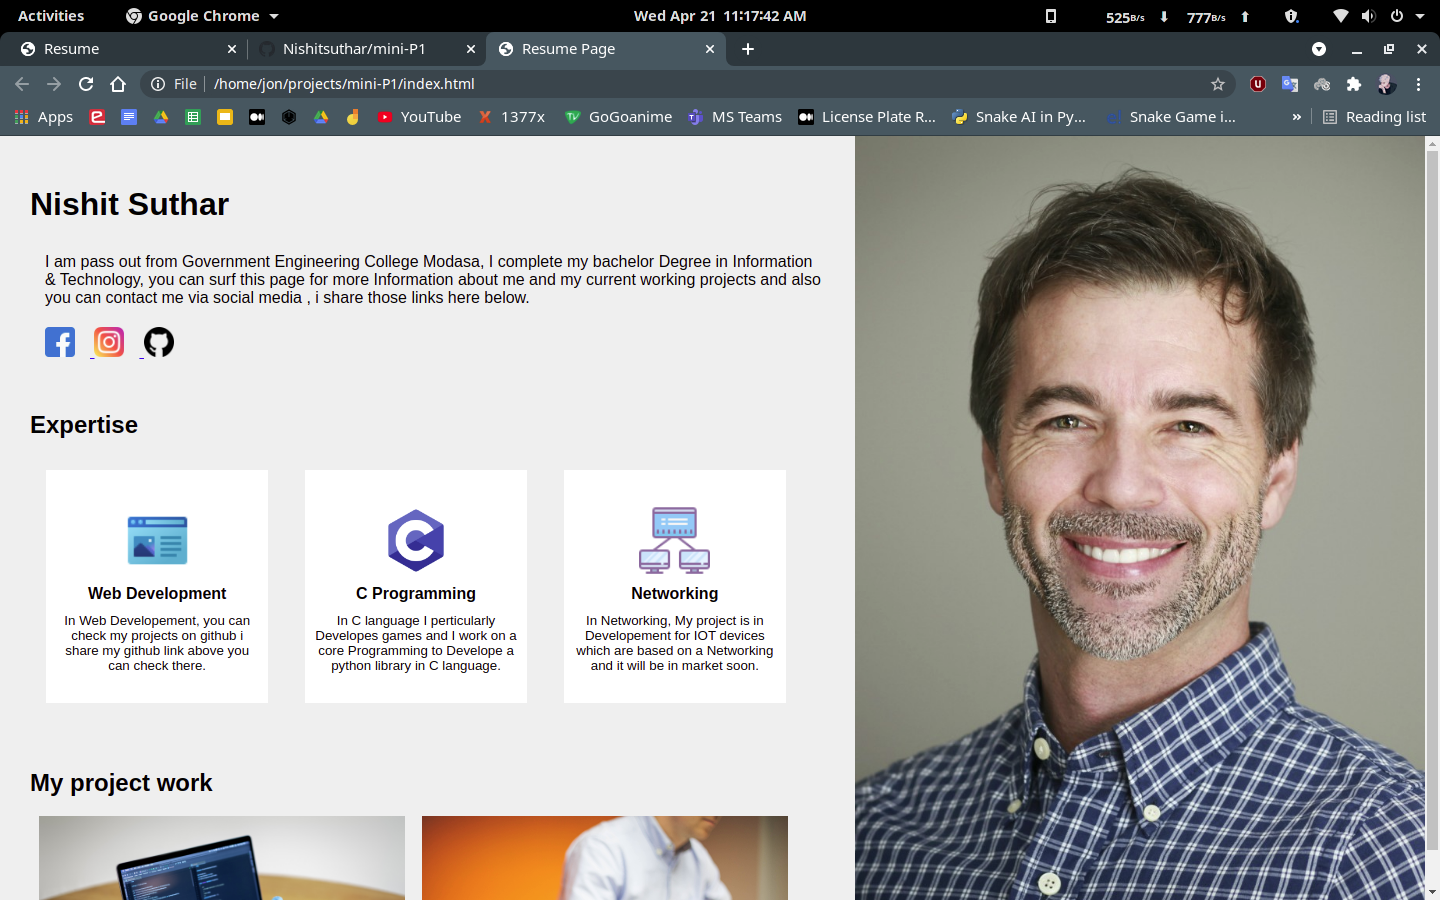 Activities Google Chrome Wed Apr 21 11:17:42 AM 525B/s 777B/s
Resume Nishitsuthar/mini-P1 Resume Page
File /home/jon/projects/mini-P1/index.html
Apps YouTube 1377x GoGoanime MS Teams License Plate R... Snake AI in Py... Snake Game i... » Reading list
Nishit Suthar
I am pass out from Government Engineering College Modasa, I complete my bachelor Degree in Information
& Technology, you can surf this page for more Information about me and my current working projects and also
you can contact me via social media , i share those links here below.
Expertise
Web Development
In Web Developement, you can
check my projects on github i
share my github link above you
can check there.
C Programming
In C language I perticularly
Developes games and I work on a
core Programming to Develope a
python library in C language.
Networking
In Networking, My project is in
Developement for IOT devices
which are based on a Networking
and it will be in market soon.
My project work